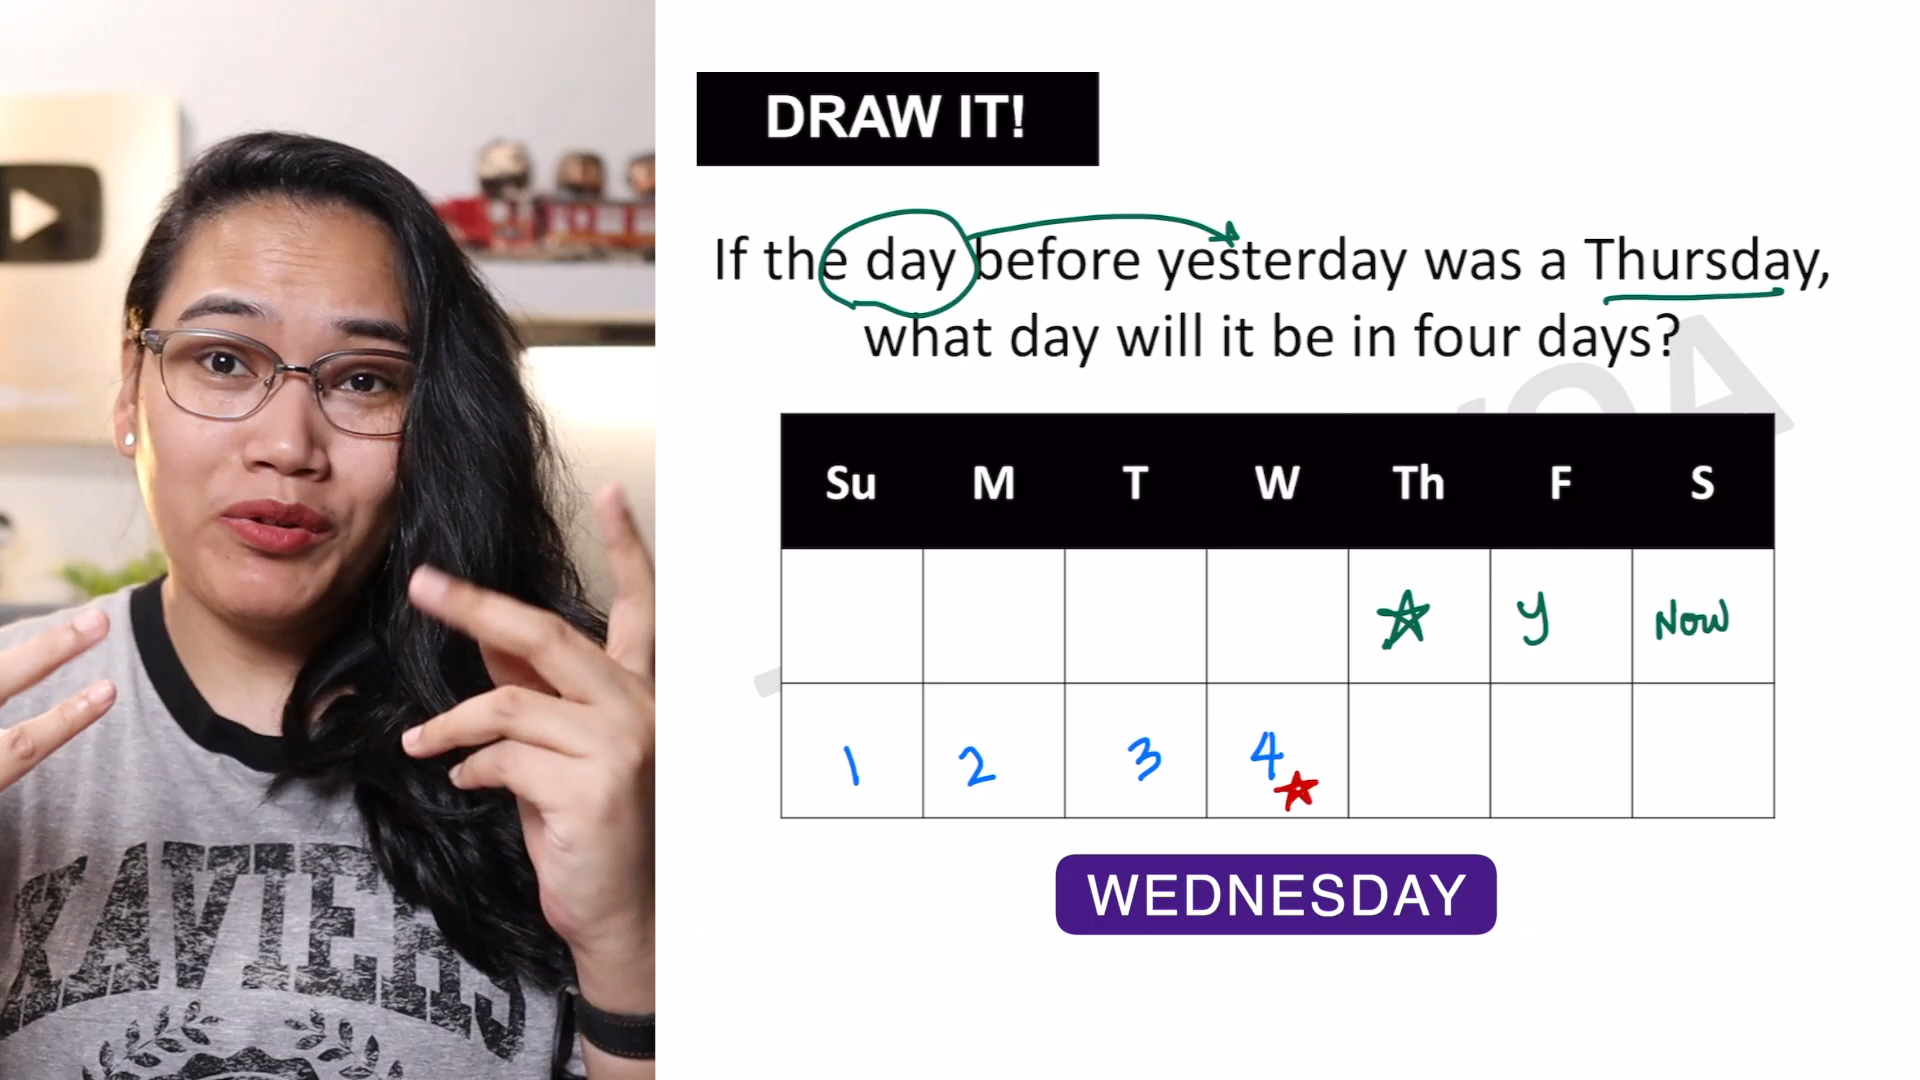 DRAW IT!
If the day before yesterday was a Thursday,
what day will it be in four days?
Su M T W Th F S
y NOW
1 2 3 4
WEDNESDAY
XAVIER